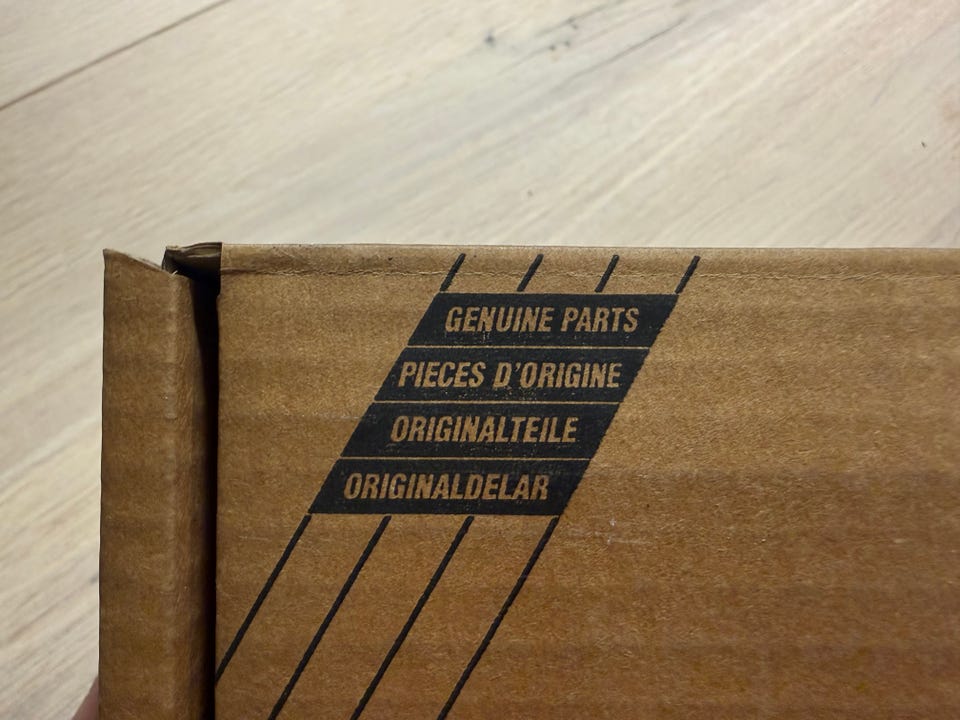 GENUINE PARTS
PIECES D'ORIGINE
ORIGINALTEILE
ORIGINALDELAR